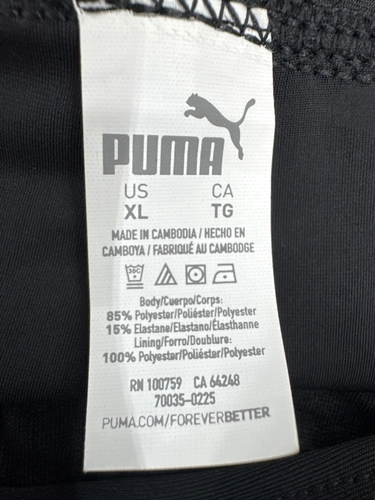 PUMA
US CA
XL TG
MADE IN CAMBODIA / HECHO EN
CAMBOYA / FABRIQUÉ AU CAMBODGE
Body/Cuerpo/Corps:
85% Polyester/Poliéster/Polyester
15% Elastane/Elastano/Élasthanne
Lining/Forro/Doublure:
100% Polyester/Poliéster/Polyester
RN 100759 CA 64248
70035-0225
PUMA.COM/FOREVERBETTER